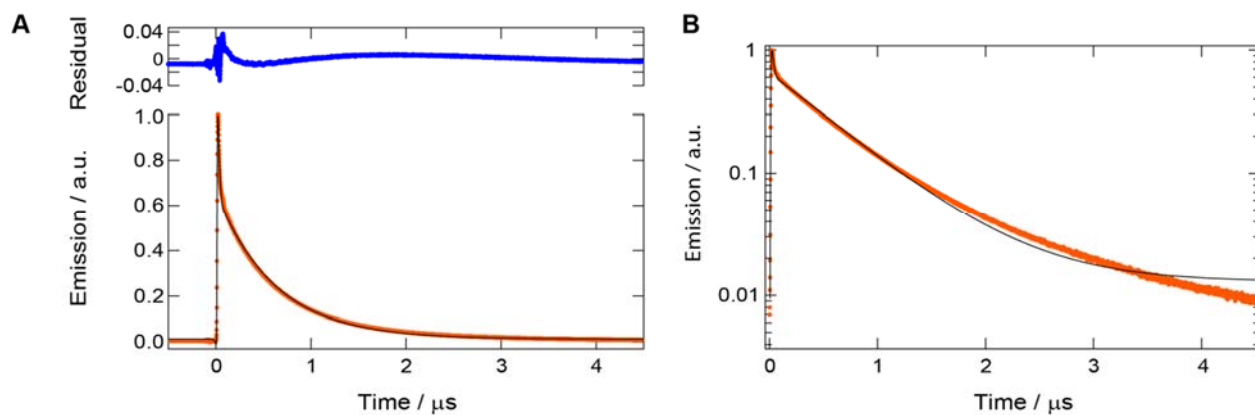 A
Residual
0.04
0
-0.04
Emission / a.u.
1.0
0.8
0.6
0.4
0.2
0.0
0 1 2 3 4
Time / μs
B
Emission / a.u.
1
0.1
0.01
0 1 2 3 4
Time / μs